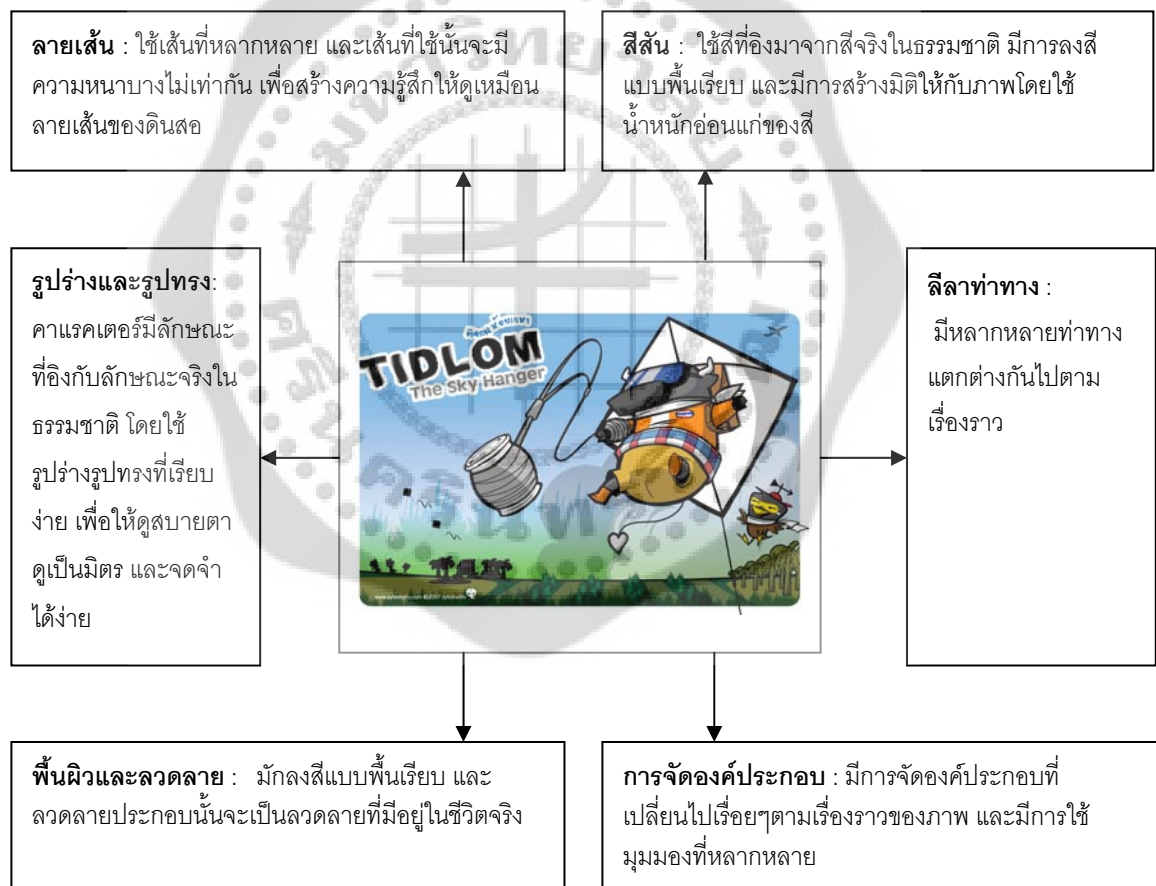 ลายเส้น : ใช้เส้นที่หลากหลาย และเส้นที่ใช้นั้นจะมี
ความหนาบางไม่เท่ากัน เพื่อสร้างความรู้สึกให้ดูเหมือน
ลายเส้นของดินสอ
สีสัน : ใช้สีที่อิงมาจากสีจริงในธรรมชาติ มีการลงสี
แบบพื้นเรียบ และมีการสร้างมิติให้กับภาพโดยใช้
น้ำหนักอ่อนแก่ของสี
รูปร่างและรูปทรง:
คาแรคเตอร์มีลักษณะ
ที่อิงกับลักษณะจริงใน
ธรรมชาติ โดยใช้
รูปร่างรูปทรงที่เรียบ
ง่าย เพื่อให้ดูสบายตา
ดูเป็นมิตร และจดจำ
ได้ง่าย
TIDLOM
The Sky Hanger
ลีลาท่าทาง :
มีหลากหลายท่าทาง
แตกต่างกันไปตาม
เรื่องราว
พื้นผิวและลวดลาย : มักลงสีแบบพื้นเรียบ และ
ลวดลายประกอบนั้นจะเป็นลวดลายที่มีอยู่ในชีวิตจริง
การจัดองค์ประกอบ : มีการจัดองค์ประกอบที่
เปลี่ยนไปเรื่อยๆตามเรื่องราวของภาพ และมีการใช้
มุมมองที่หลากหลาย